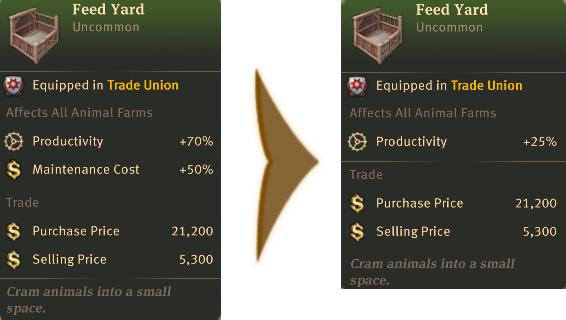 Feed Yard
Uncommon
Equipped in Trade Union
Affects All Animal Farms
Productivity +70%
Maintenance Cost +50%
Trade
Purchase Price 21,200
Selling Price 5,300
Cram animals into a small
space.
Feed Yard
Uncommon
Equipped in Trade Union
Affects All Animal Farms
Productivity +25%
Trade
Purchase Price 21,200
Selling Price 5,300
Cram animals into a small
space.